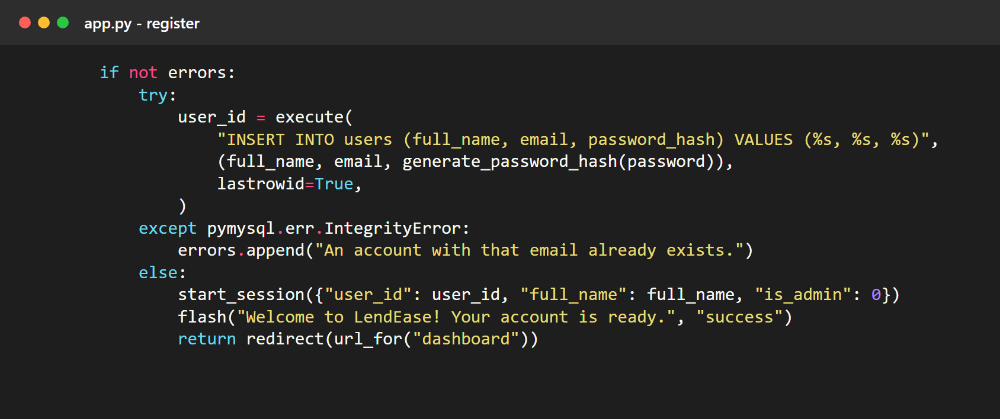 app.py - register
if not errors:
    try:
        user_id = execute(
            "INSERT INTO users (full_name, email, password_hash) VALUES (%s, %s, %s)",
            (full_name, email, generate_password_hash(password)),
            lastrowid=True,
        )
    except pymysql.err.IntegrityError:
        errors.append("An account with that email already exists.")
    else:
        start_session({"user_id": user_id, "full_name": full_name, "is_admin": 0})
        flash("Welcome to LendEase! Your account is ready.", "success")
        return redirect(url_for("dashboard"))